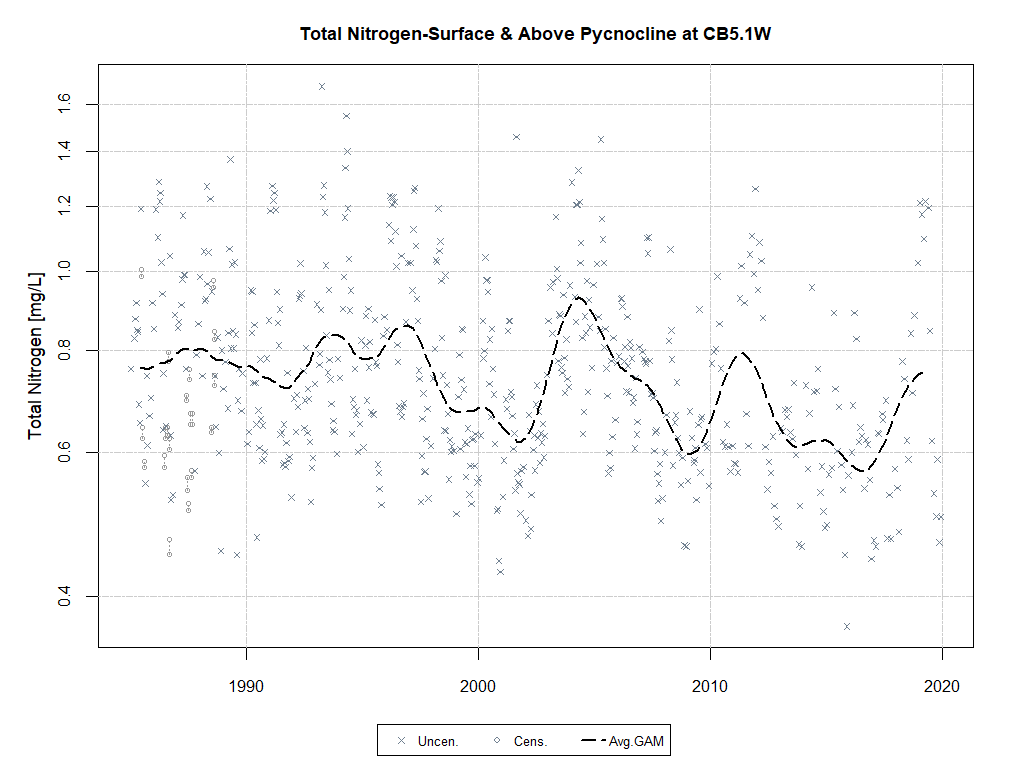 Total Nitrogen-Surface & Above Pycnocline at CB5.1W
Total Nitrogen [mg/L]
1.6
1.4
1.2
1.0
0.8
0.6
0.4
1990 2000 2010 2020
Uncen. Cens. Avg.GAM